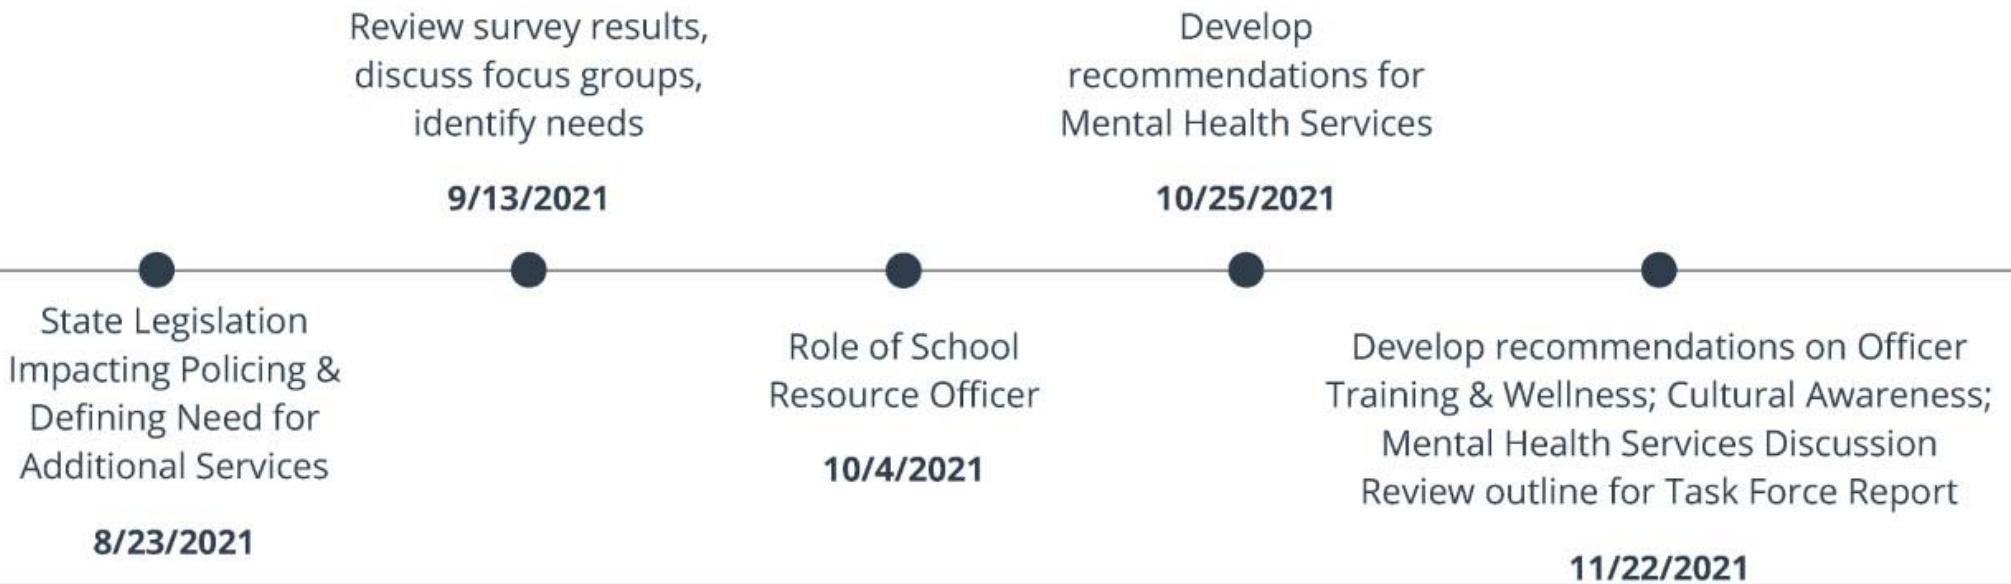 State Legislation
Impacting Policing &
Defining Need for
Additional Services
8/23/2021
Review survey results,
discuss focus groups,
identify needs
9/13/2021
Role of School
Resource Officer
10/4/2021
Develop
recommendations for
Mental Health Services
10/25/2021
Develop recommendations on Officer
Training & Wellness; Cultural Awareness;
Mental Health Services Discussion
Review outline for Task Force Report
11/22/2021